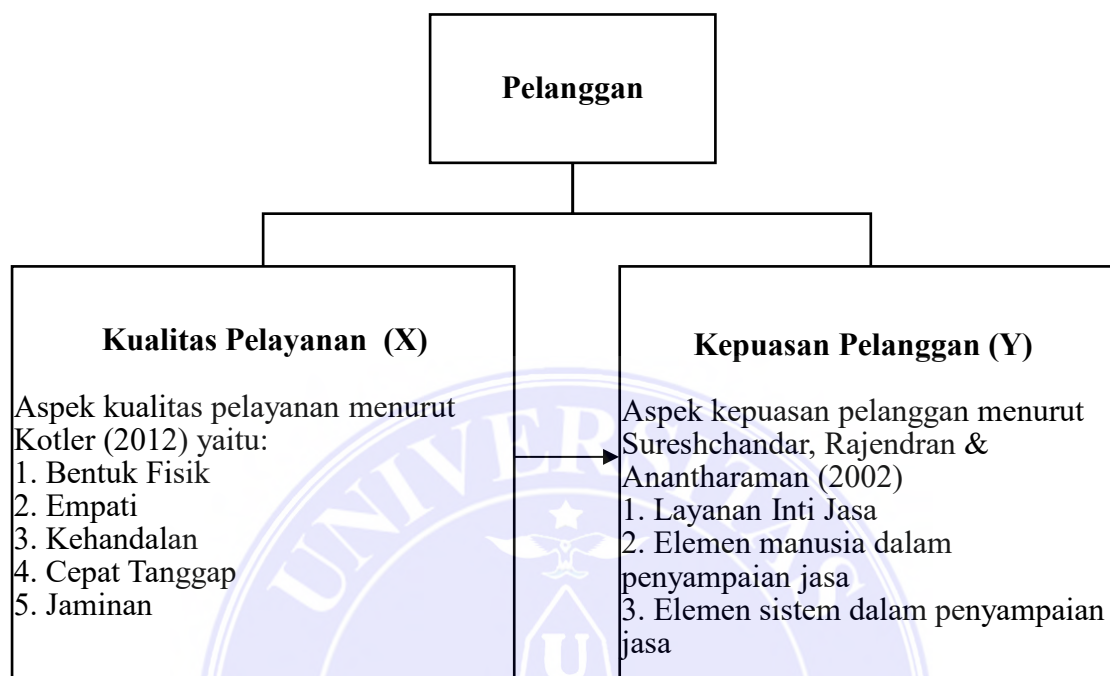 Pelanggan
Kualitas Pelayanan (X)
Aspek kualitas pelayanan menurut
Kotler (2012) yaitu:
1. Bentuk Fisik
2. Empati
3. Kehandalan
4. Cepat Tanggap
5. Jaminan
Kepuasan Pelanggan (Y)
Aspek kepuasan pelanggan menurut
Sureshchandar, Rajendran &
Anantharaman (2002)
1. Layanan Inti Jasa
2. Elemen manusia dalam
penyampaian jasa
3. Elemen sistem dalam penyampaian
jasa
UNIVERSITAS
U